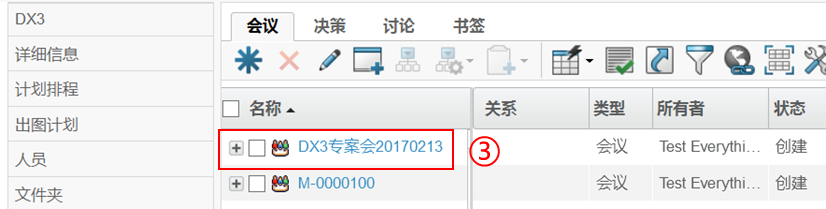 DX3
详细信息
计划排程
出图计划
人员
文件夹
会议 决策 讨论 书签
名称 关系 类型 所有者 状态
DX3专案会20170213 ③ 会议 Test Everythi... 创建
M-0000100 会议 Test Everythi... 创建